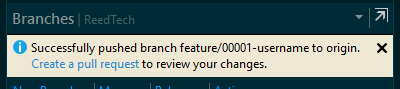 Branches | ReedTech
Successfully pushed branch feature/00001-username to origin.
Create a pull request to review your changes.